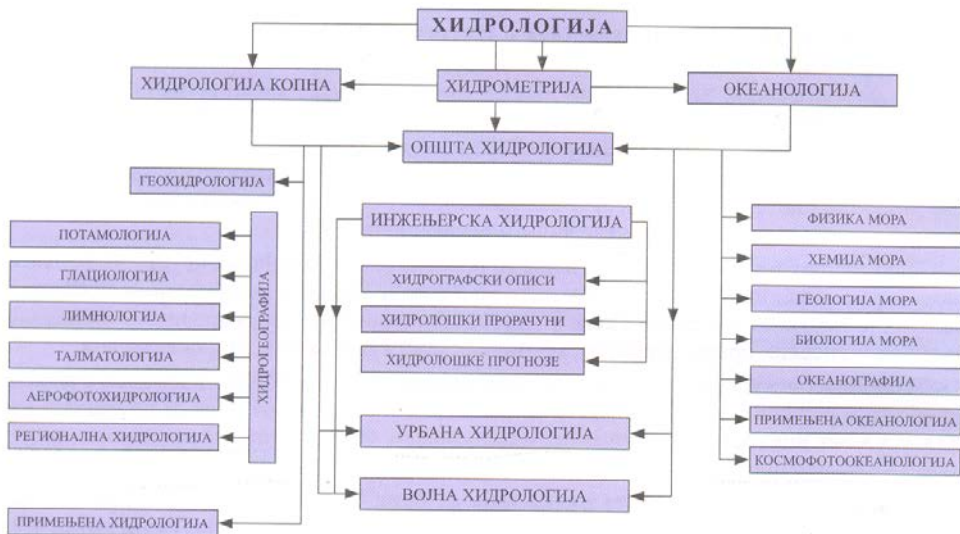 ХИДРОЛОГИЈА
ХИДРОЛОГИЈА КОПНА
ХИДРОМЕТРИЈА
ОКЕАНОЛОГИЈА
ОПШТА ХИДРОЛОГИЈА
ГЕОХИДРОЛОГИЈА
ХИДРОГЕОГРАФИЈА
ПОТАМОЛОГИЈА
ГЛАЦИОЛОГИЈА
ЛИМНОЛОГИЈА
ТАЛМАТОЛОГИЈА
АЕРОФОТОХИДРОЛОГИЈА
РЕГИОНАЛНА ХИДРОЛОГИЈА
ПРИМЕЊЕНА ХИДРОЛОГИЈА
ИНЖЕЊЕРСКА ХИДРОЛОГИЈА
ХИДРОГРАФСКИ ОПИСИ
ХИДРОЛОШКИ ПРОРАЧУНИ
ХИДРОЛОШКЕ ПРОГНОЗЕ
УРБАНА ХИДРОЛОГИЈА
ВОЈНА ХИДРОЛОГИЈА
ФИЗИКА МОРА
ХЕМИЈА МОРА
ГЕОЛОГИЈА МОРА
БИОЛОГИЈА МОРА
ОКЕАНОГРАФИЈА
ПРИМЕЊЕНА ОКЕАНОЛОГИЈА
КОСМОФОТООКЕАНОЛОГИЈА